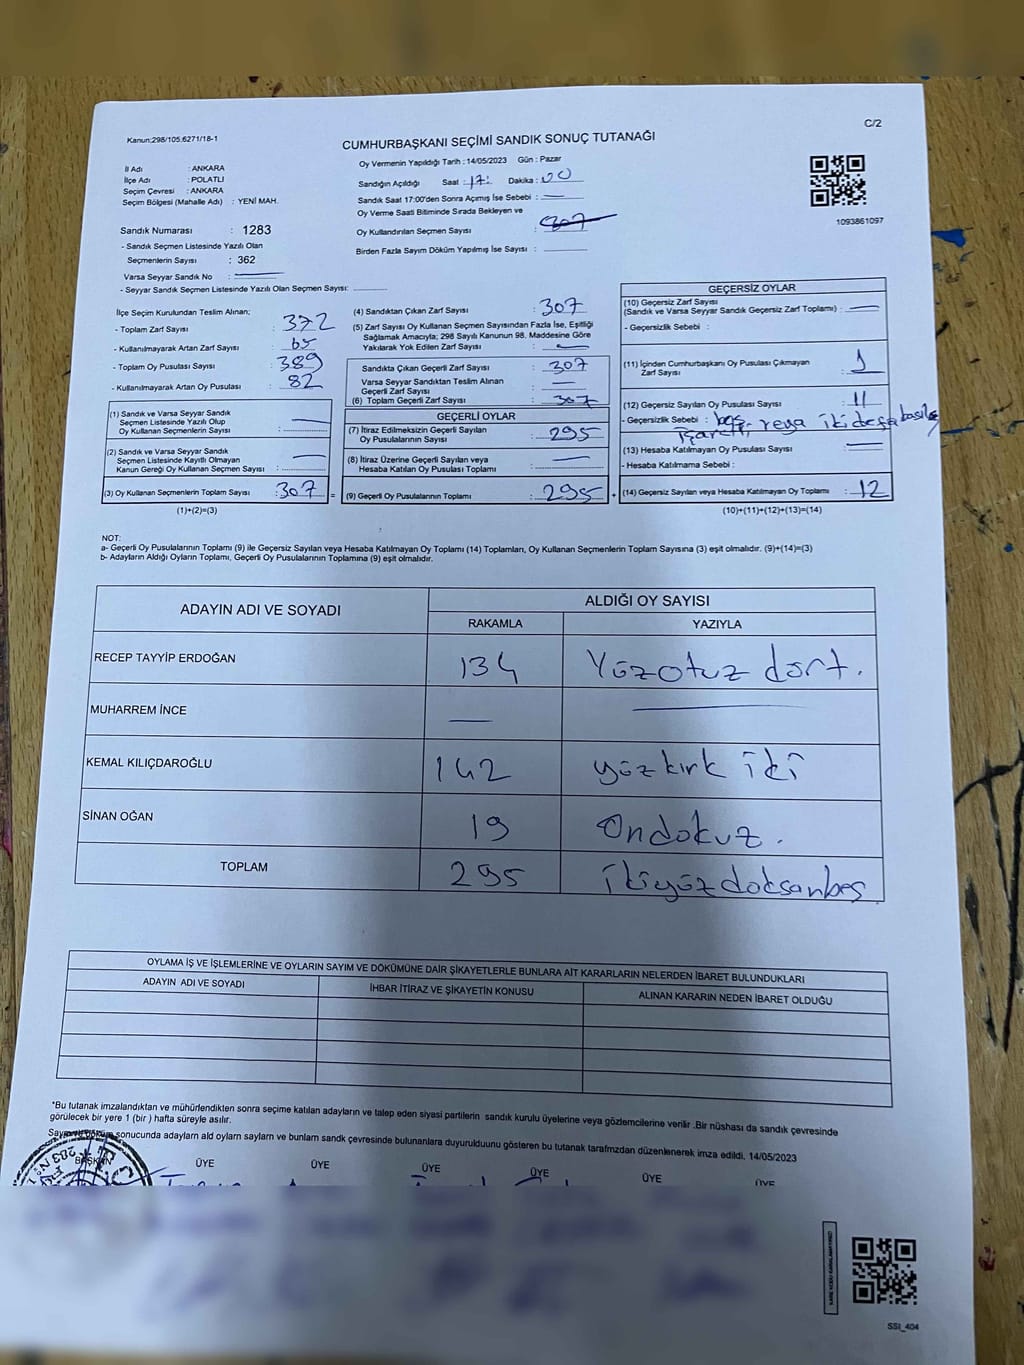 C/2
Kanun:298/105.6271/18-1
CUMHURBAŞKANI SEÇİMİ SANDIK SONUÇ TUTANAĞI
İl Adı : ANKARA
İlçe Adı : POLATLI
Seçim Çevresi : ANKARA
Seçim Bölgesi (Mahalle Adı) : YENİ MAH.
Sandık Numarası : 1283
- Sandık Seçmen Listesinde Yazılı Olan
Seçmenlerin Sayısı : 362
Varsa Seyyar Sandık No :
- Seyyar Sandık Seçmen Listesinde Yazılı Olan Seçmen Sayısı:
Oy Vermenin Yapıldığı Tarih : 14/05/2023 Gün : Pazar
Sandığın Açıldığı Saat : 17: Dakika : 00
Sandık Saat 17:00'den Sonra Açımış İse Sebebi :
Oy Verme Saati Bitiminde Sırada Bekleyen ve
Oy Kullandırılan Seçmen Sayısı : 307
Birden Fazla Sayım Döküm Yapılmış İse Sayısı :
1093861097
İlçe Seçim Kurulundan Teslim Alınan;
- Toplam Zarf Sayısı : 372
- Kullanılmayarak Artan Zarf Sayısı : 65
- Toplam Oy Pusulası Sayısı : 389
- Kullanılmayarak Artan Oy Pusulası : 82
(1) Sandık ve Varsa Seyyar Sandık
Seçmen Listesinde Yazılı Olup
Oy Kullanan Seçmenlerin Sayısı :
(2) Sandık ve Varsa Seyyar Sandık
Seçmen Listesinde Kayıtlı Olmayan
Kanun Gereği Oy Kullanan Seçmen Sayısı :
(3) Oy Kullanan Seçmenlerin Toplam Sayısı : 307 =
(1)+(2)=(3)
(4) Sandıktan Çıkan Zarf Sayısı : 307
(5) Zarf Sayısı Oy Kullanan Seçmen Sayısından Fazla İse, Eşitliği
Sağlamak Amacıyla; 298 Sayılı Kanunun 98. Maddesine Göre
Yakılarak Yok Edilen Zarf Sayısı :
Sandıkta Çıkan Geçerli Zarf Sayısı : 307
Varsa Seyyar Sandıktan Teslim Alınan
Geçerli Zarf Sayısı :
(6) Toplam Geçerli Zarf Sayısı : 307
GEÇERLİ OYLAR
(7) İtiraz Edilmeksizin Geçerli Sayılan
Oy Pusulalarının Sayısı : 295
(8) İtiraz Üzerine Geçerli Sayılan veya
Hesaba Katılan Oy Pusulası Toplamı :
(9) Geçerli Oy Pusulalarının Toplamı : 295 +
GEÇERSİZ OYLAR
(10) Geçersiz Zarf Sayısı
(Sandık ve Varsa Seyyar Sandık Geçersiz Zarf Toplamı) :
- Geçersizlik Sebebi :
(11) İçinden Cumhurbaşkanı Oy Pusulası Çıkmayan
Zarf Sayısı : 1
(12) Geçersiz Sayılan Oy Pusulası Sayısı : 11
- Geçersizlik Sebebi : boş
işaretli veya iki defa basılış
(13) Hesaba Katılmayan Oy Pusulası Sayısı :
- Hesaba Katılmama Sebebi :
(14) Geçersiz Sayılan veya Hesaba Katılmayan Oy Toplamı : 12
(10)+(11)+(12)+(13)=(14)
NOT:
a- Geçerli Oy Pusulalarının Toplamı (9) ile Geçersiz Sayılan veya Hesaba Katılmayan Oy Toplamı (14) Toplamları, Oy Kullanan Seçmenlerin Toplam Sayısına (3) eşit olmalıdır. (9)+(14)=(3)
b- Adayların Aldığı Oyların Toplamı, Geçerli Oy Pusulalarının Toplamına (9) eşit olmalıdır.
ADAYIN ADI VE SOYADI
ALDIĞI OY SAYISI
RAKAMLA YAZIYLA
RECEP TAYYİP ERDOĞAN 134 Yüzotuz dört.
MUHARREM İNCE
KEMAL KILIÇDAROĞLU 142 yüz kırk iki
SİNAN OĞAN 19 Ondokuz.
TOPLAM 295 ikiyüz doksanbeş
OYLAMA İŞ VE İŞLEMLERİNE VE OYLARIN SAYIM VE DÖKÜMÜNE DAİR ŞİKAYETLERLE BUNLARA AİT KARARLARIN NELERDEN İBARET BULUNDUKLARI
ADAYIN ADI VE SOYADI İHBAR İTİRAZ VE ŞİKAYETİN KONUSU ALINAN KARARIN NEDEN İBARET OLDUĞU
*Bu tutanak imzalandıktan ve mühürlendikten sonra seçime katılan adayların ve talep eden siyasi partilerin sandık kurulu üyelerine veya gözlemcilerine verilir .Bir nüshası da sandık çevresinde
görülecek bir yere 1 (bir ) hafta süreyle asılır.
sonucunda adayların ald oyların sayların ve bunlam sandk çevresinde bulunanlara duyurulduunu gösteren bu tutanak tarafmzdan düzenlenerek imza edildi, 14/05/2023
BAŞKAN ÜYE ÜYE ÜYE ÜYE ÜYE ÜYE
SSI_404